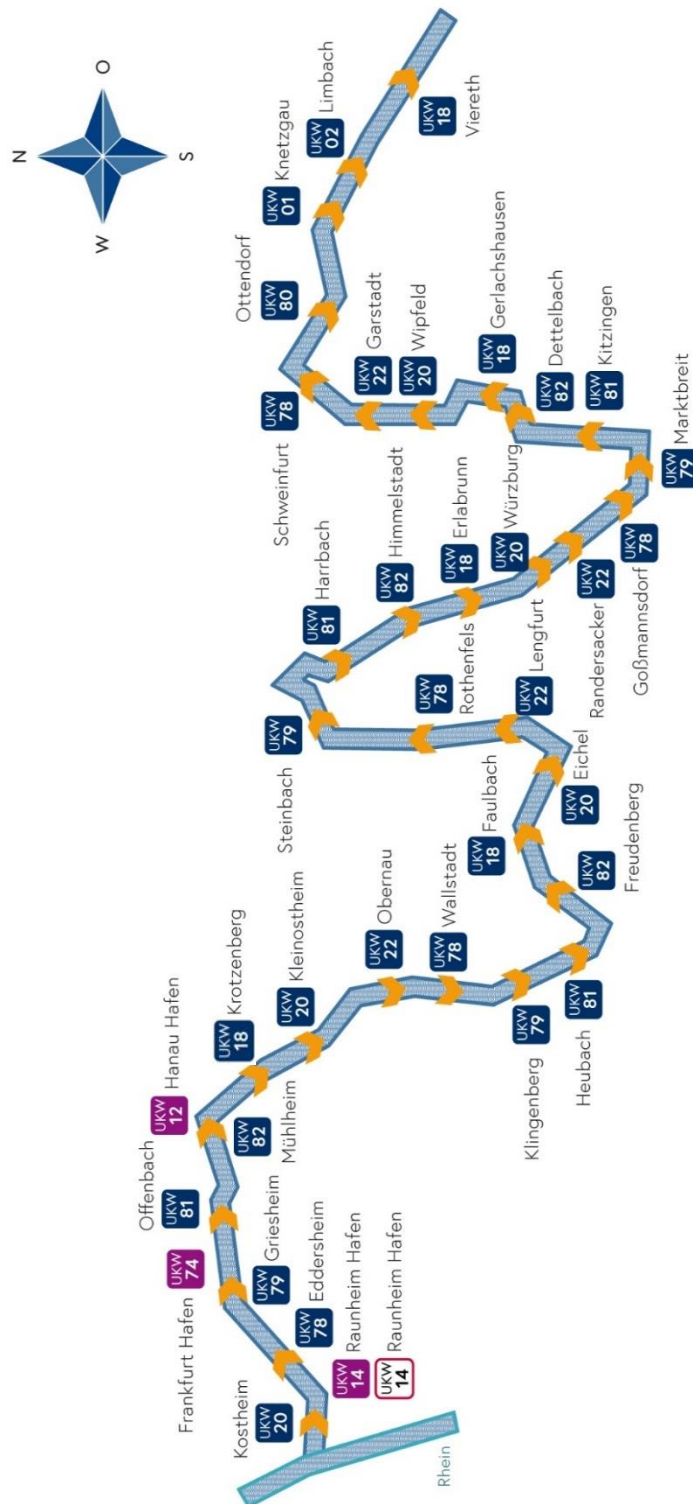 N
O
S
W
Rhein
Kostheim
UKW
20
UKW
14
Raunheim Hafen
UKW
14
Raunheim Hafen
UKW
78
Eddersheim
UKW
79
Griesheim
Frankfurt Hafen
UKW
74
Offenbach
UKW
81
UKW
82
Mühlheim
UKW
12
Hanau Hafen
UKW
18
Krotzenberg
UKW
20
Kleinostheim
UKW
22
Obernau
UKW
78
Wallstadt
Klingenberg
UKW
79
Heubach
UKW
81
UKW
82
Freudenberg
UKW
18
Faulbach
UKW
20
Eichel
UKW
22
Lengfurt
UKW
78
Rothenfels
Steinbach
UKW
79
UKW
81
Harrbach
UKW
82
Himmelstadt
UKW
18
Erlabrunn
UKW
20
Würzburg
Randersacker
UKW
22
Goßmannsdorf
UKW
78
UKW
79
Marktbreit
UKW
81
Kitzingen
UKW
82
Dettelbach
UKW
18
Gerlachshausen
UKW
20
Wipfeld
UKW
22
Garstadt
Schweinfurt
UKW
78
UKW
80
Ottendorf
UKW
01
Knetzgau
UKW
02
Limbach
UKW
18
Viereth